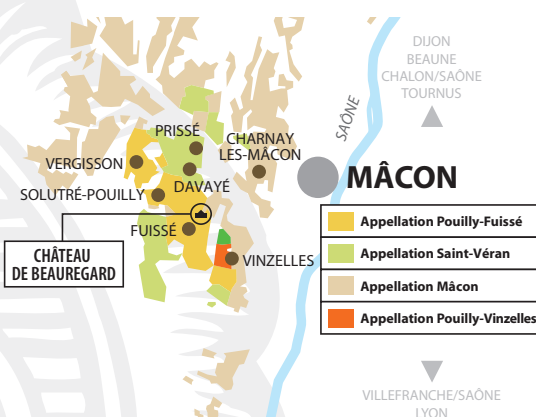 DIJON
BEAUNE
CHALON/SAÔNE
TOURNUS
SAÔNE
PRISSÉ
CHARNAY
LES-MÂCON
VERGISSON
MÂCON
SOLUTRÉ-POUILLY
DAVAYÉ
FUISSÉ
CHÂTEAU
DE BEAUREGARD
VINZELLES
Appellation Pouilly-Fuissé
Appellation Saint-Véran
Appellation Mâcon
Appellation Pouilly-Vinzelles
VILLEFRANCHE/SAÔNE
LYON